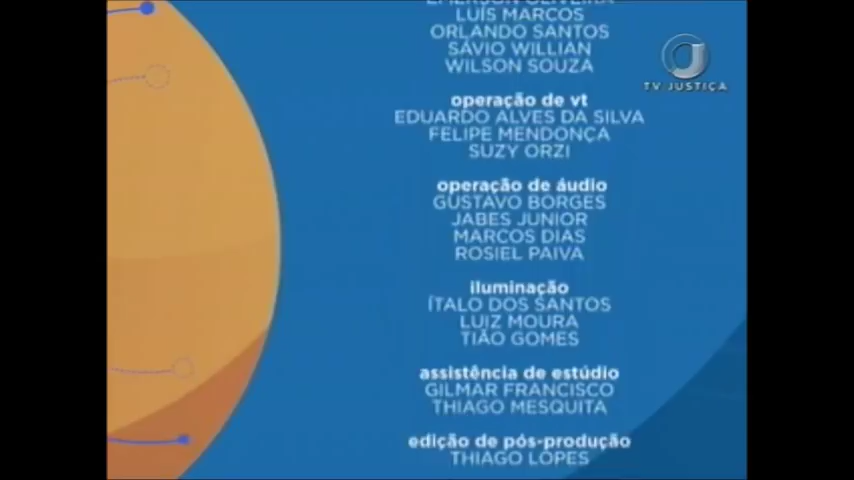 EMERSON OLIVEIRA
LUÍS MARCOS
ORLANDO SANTOS
SÁVIO WILLIAN
WILSON SOUZA
TV JUSTIÇA
operação de vt
EDUARDO ALVES DA SILVA
FELIPE MENDONÇA
SUZY ORZI
operação de áudio
GUSTAVO BORGES
JABES JUNIOR
MARCOS DIAS
ROSIEL PAIVA
iluminação
ÍTALO DOS SANTOS
LUIZ MOURA
TIÃO GOMES
assistência de estúdio
GILMAR FRANCISCO
THIAGO MESQUITA
edição de pós-produção
THIAGO LOPES